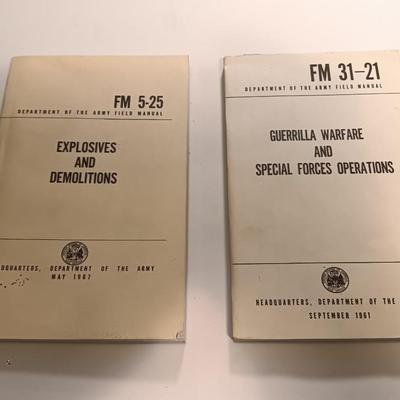 FM 5-25
DEPARTMENT OF THE ARMY FIELD MANUAL
EXPLOSIVES
AND
DEMOLITIONS
DQUARTERS, DEPARTMENT OF THE ARMY
MAY 1967
FM 31-21
DEPARTMENT OF THE ARMY FIELD MANUAL
GUERRILLA WARFARE
AND
SPECIAL FORCES OPERATIONS
HEADQUARTERS, DEPARTMENT OF THE
SEPTEMBER 1961